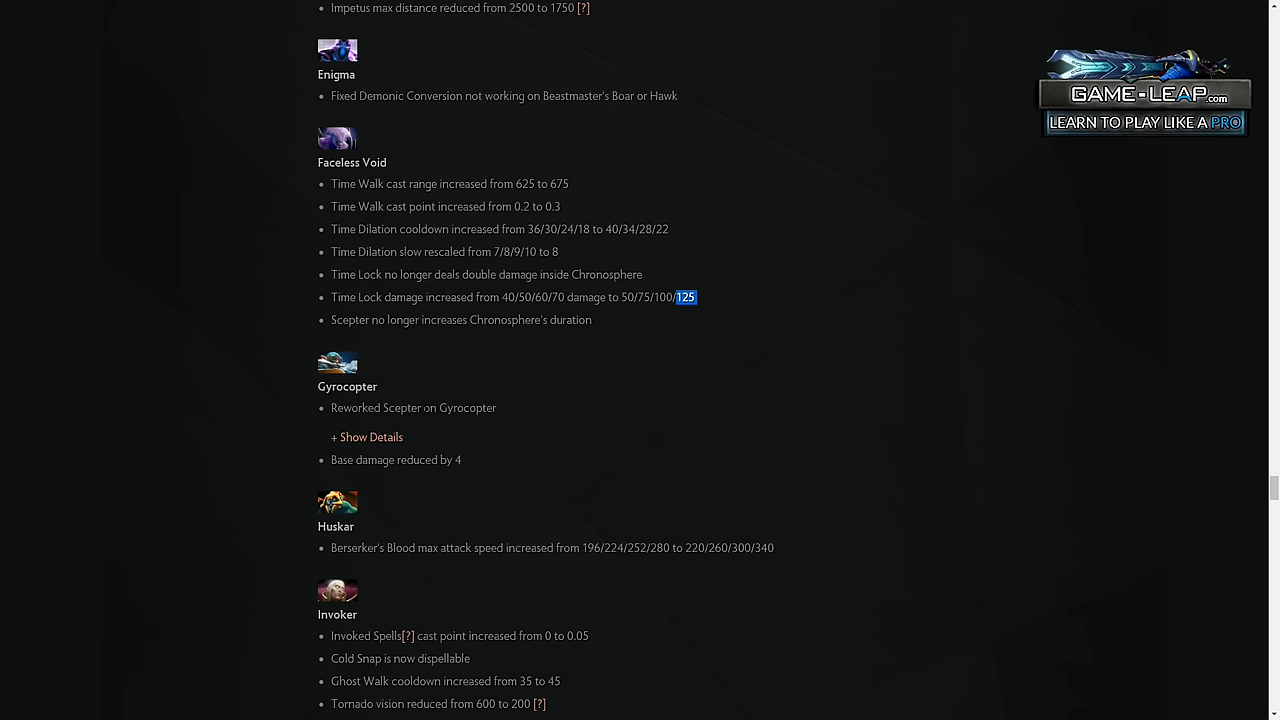 Impetus max distance reduced from 2500 to 1750 [?]
GAME-LEAP.com
LEARN TO PLAY LIKE A PRO
Enigma
Fixed Demonic Conversion not working on Beastmaster's Boar or Hawk
Faceless Void
Time Walk cast range increased from 625 to 675
Time Walk cast point increased from 0.2 to 0.3
Time Dilation cooldown increased from 36/30/24/18 to 40/34/28/22
Time Dilation slow rescaled from 7/8/9/10 to 8
Time Lock no longer deals double damage inside Chronosphere
Time Lock damage increased from 40/50/60/70 damage to 50/75/100/125
Scepter no longer increases Chronosphere's duration
Gyrocopter
Reworked Scepter on Gyrocopter
+ Show Details
Base damage reduced by 4
Huskar
Berserker's Blood max attack speed increased from 196/224/252/280 to 220/260/300/340
Invoker
Invoked Spells[?] cast point increased from 0 to 0.05
Cold Snap is now dispellable
Ghost Walk cooldown increased from 35 to 45
Tornado vision reduced from 600 to 200 [?]